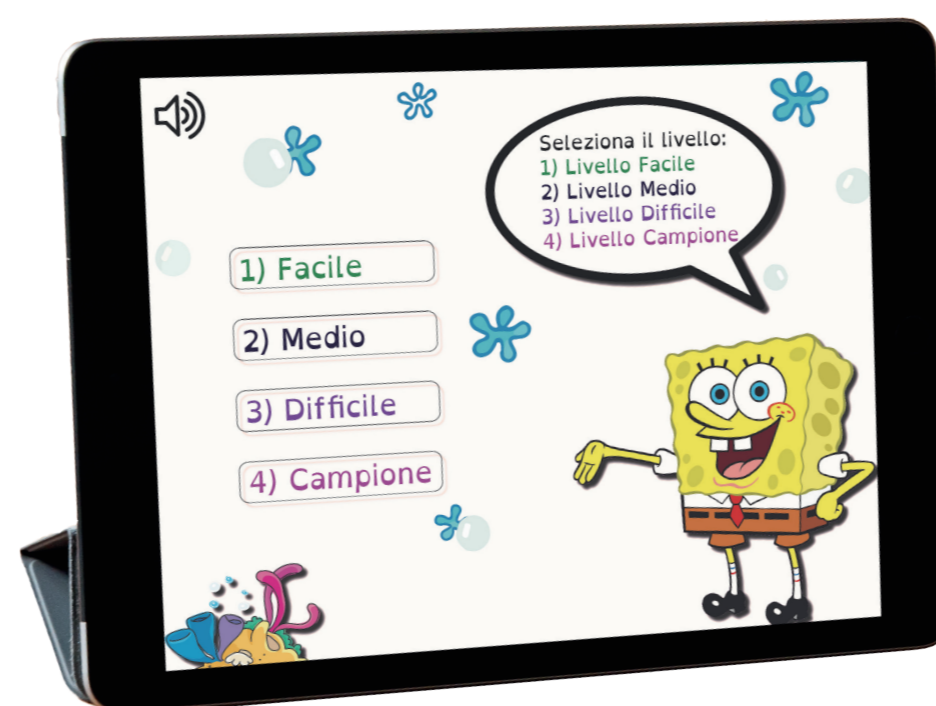 Seleziona il livello:
1) Livello Facile
2) Livello Medio
3) Livello Difficile
4) Livello Campione
1) Facile
2) Medio
3) Difficile
4) Campione